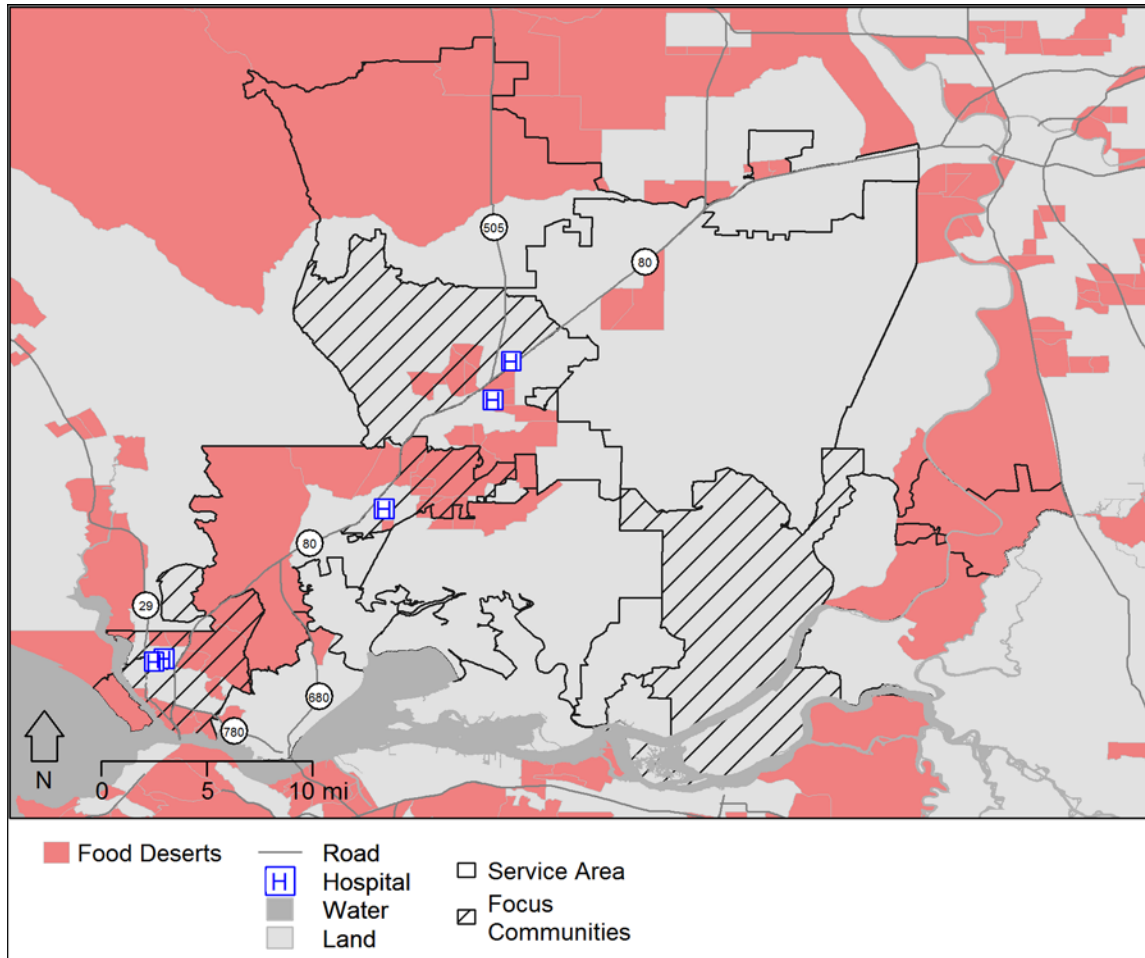 505
80
H
H
80
H
29
H
H
680
780
N
0 5 10 mi
Food Deserts
Road
H Hospital
Water
Land
Service Area
Focus
Communities